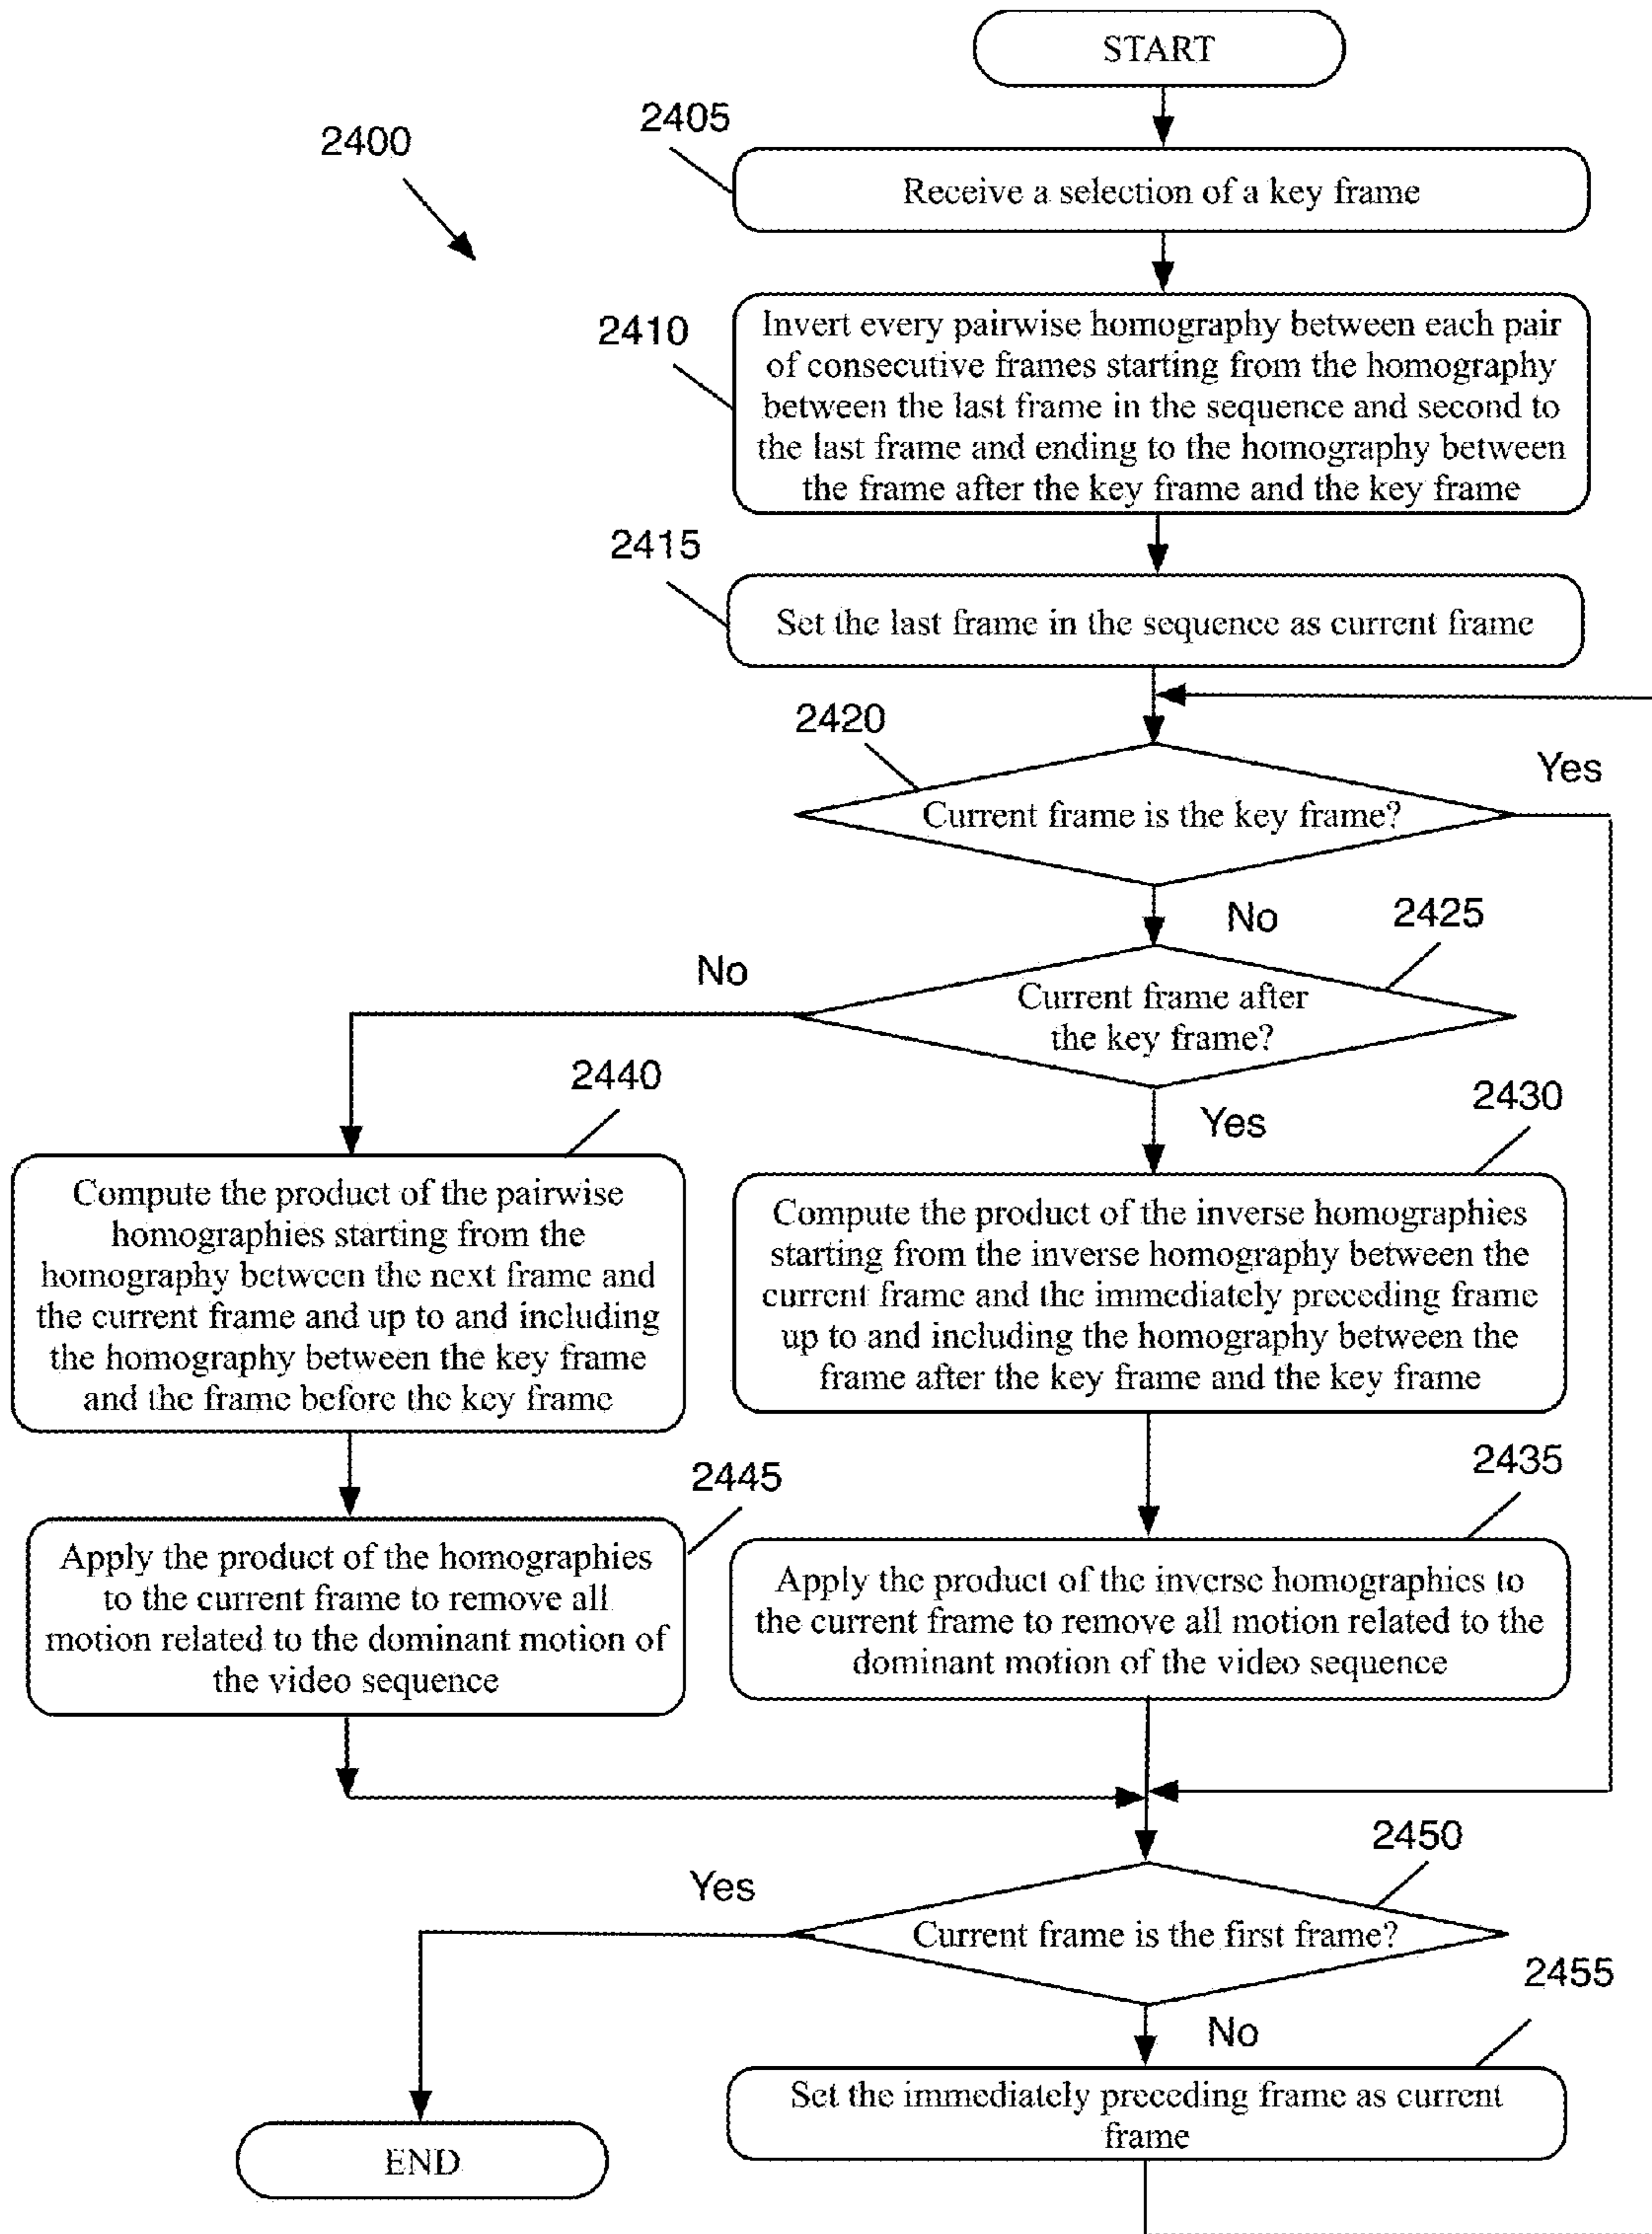 START
2400
2405
Receive a selection of a key frame
2410
Invert every pairwise homography between each pair
of consecutive frames starting from the homography
between the last frame in the sequence and second to
the last frame and ending to the homography between
the frame after the key frame and the key frame
2415
Set the last frame in the sequence as current frame
2420
Current frame is the key frame?
Yes
No
2425
Current frame after
the key frame?
No
Yes
2440
Compute the product of the pairwise
homographies starting from the
homography between the next frame and
the current frame and up to and including
the homography between the key frame
and the frame before the key frame
2430
Compute the product of the inverse homographies
starting from the inverse homography between the
current frame and the immediately preceding frame
up to and including the homography between the
frame after the key frame and the key frame
2445
Apply the product of the homographies
to the current frame to remove all
motion related to the dominant motion of
the video sequence
2435
Apply the product of the inverse homographies to
the current frame to remove all motion related to the
dominant motion of the video sequence
2450
Current frame is the first frame?
Yes
No
2455
Set the immediately preceding frame as current
frame
END